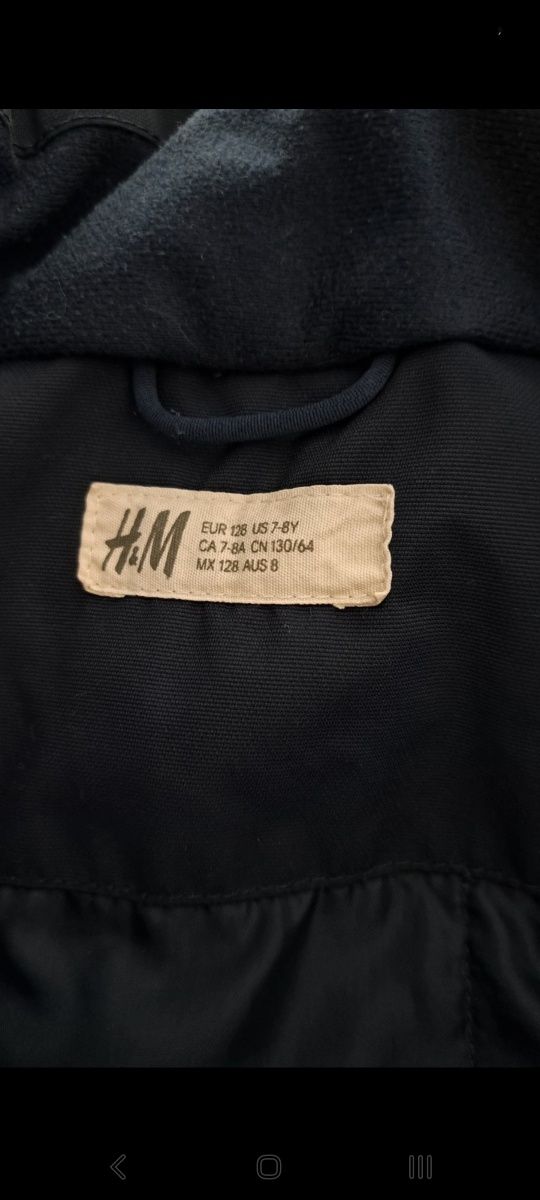 H&M
EUR 128 US 7-8Y
CA 7-8A CN 130/64
MX 128 AUS 8